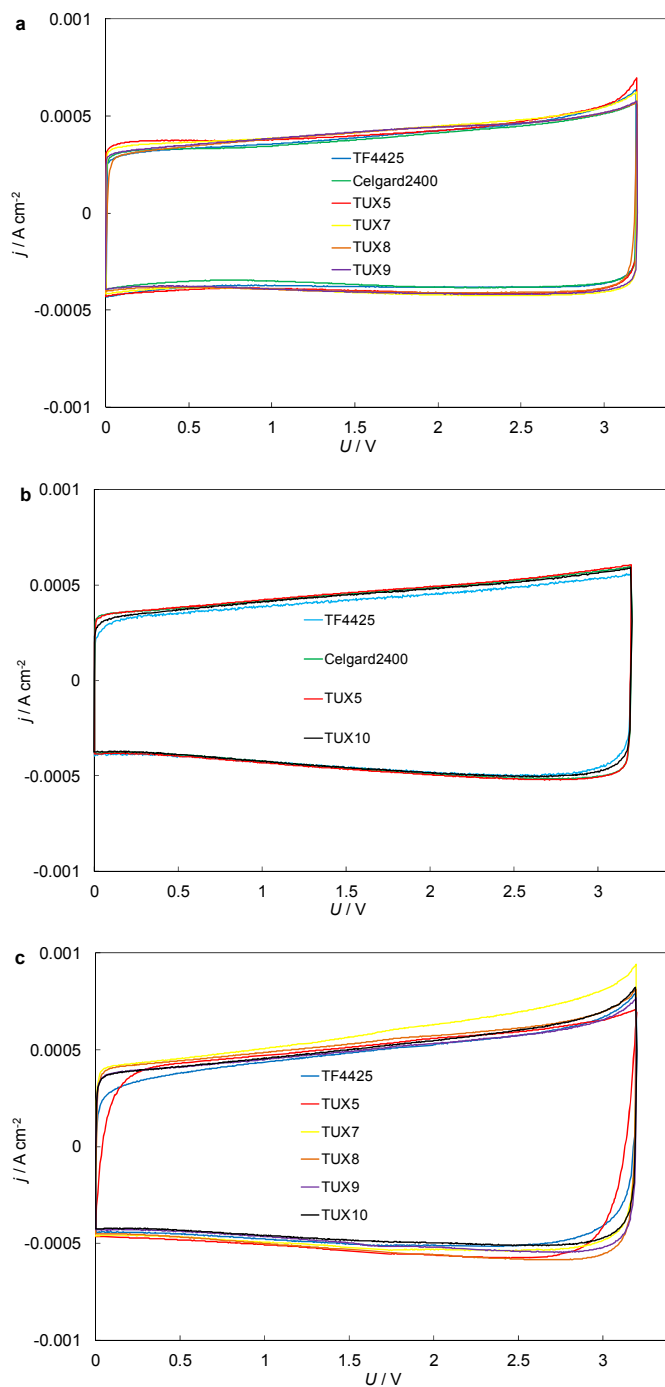 a
0.001
0.0005
0
-0.0005
-0.001
j / A cm-2
TF4425
Celgard2400
TUX5
TUX7
TUX8
TUX9
0 0.5 1 1.5 2 2.5 3
U / V
b
0.001
0.0005
0
-0.0005
-0.001
j / A cm-2
TF4425
Celgard2400
TUX5
TUX10
0 0.5 1 1.5 2 2.5 3
U / V
c
0.001
0.0005
0
-0.0005
-0.001
j / A cm-2
TF4425
TUX5
TUX7
TUX8
TUX9
TUX10
0 0.5 1 1.5 2 2.5 3
U / V